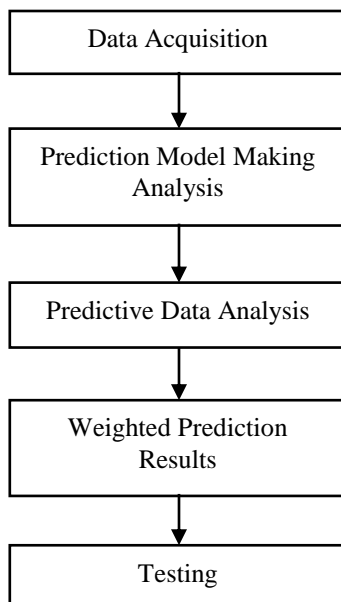 Data Acquisition
Prediction Model Making
Analysis
Predictive Data Analysis
Weighted Prediction
Results
Testing